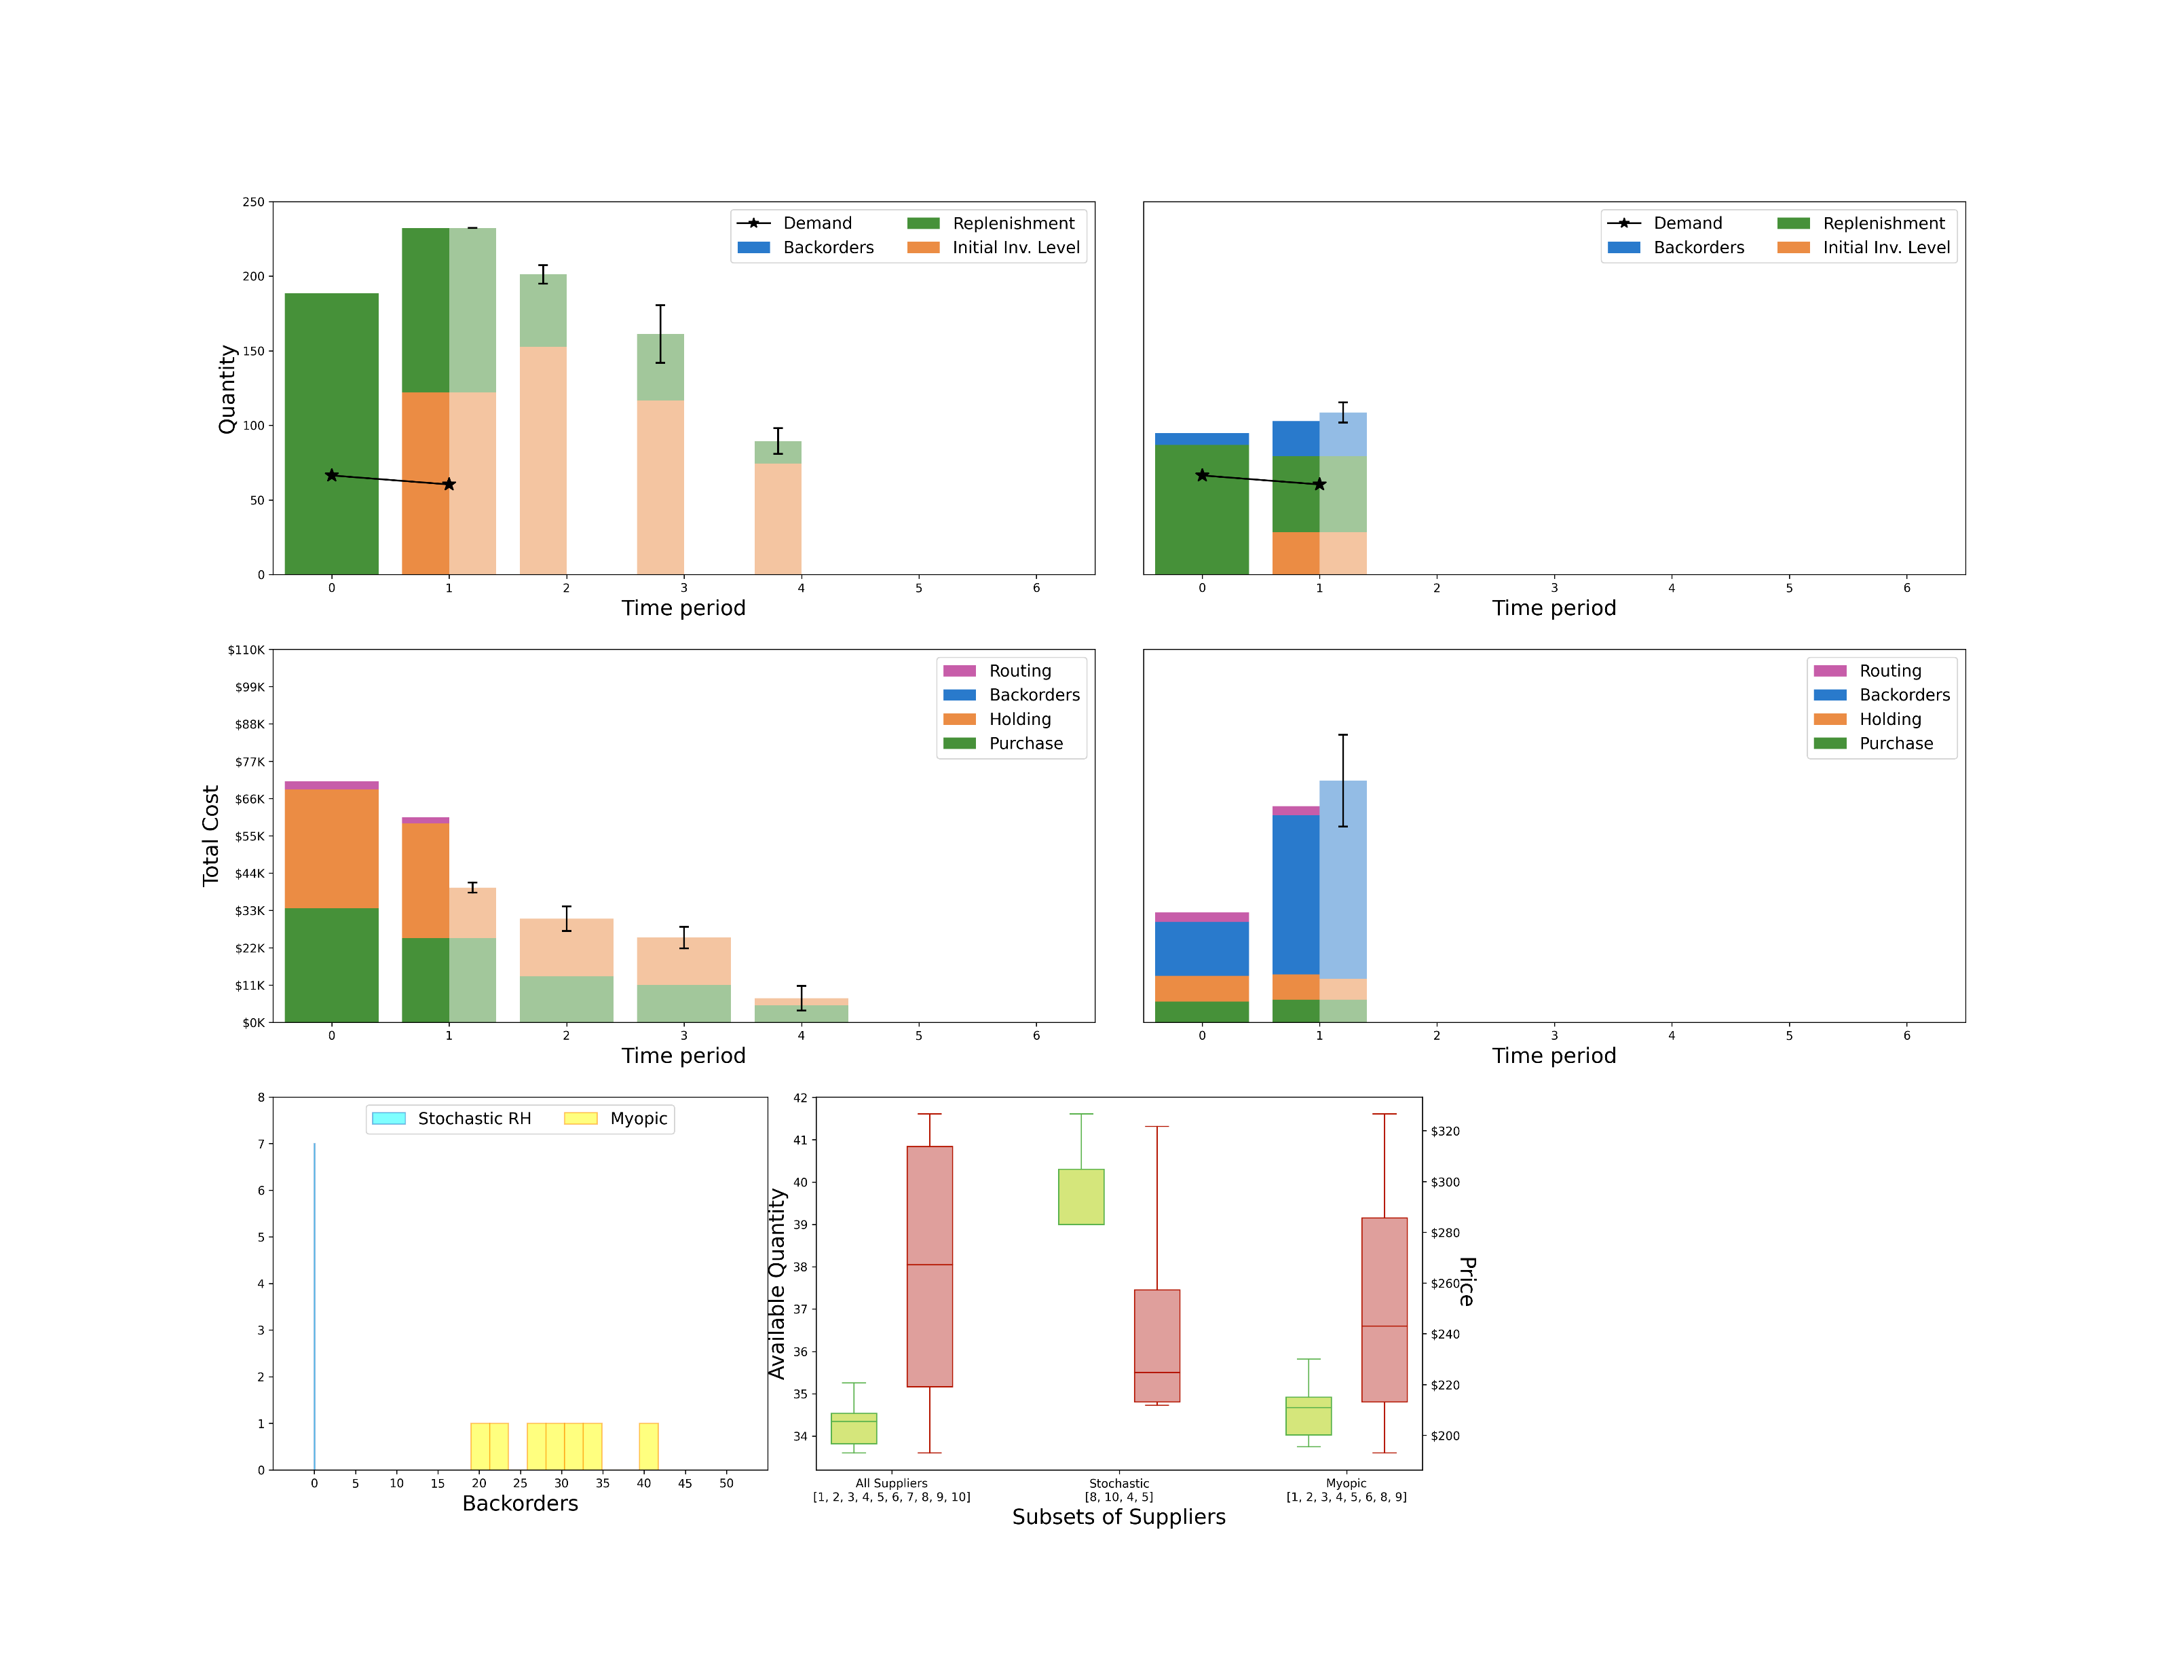 250
200
150
100
50
0
Quantity
Demand
Backorders
Replenishment
Initial Inv. Level
0 1 2 3 4 5 6
Time period
Demand
Backorders
Replenishment
Initial Inv. Level
0 1 2 3 4 5 6
Time period
$110K
$99K
$88K
$77K
$66K
$55K
$44K
$33K
$22K
$11K
$0K
Total Cost
Routing
Backorders
Holding
Purchase
0 1 2 3 4 5 6
Time period
Routing
Backorders
Holding
Purchase
0 1 2 3 4 5 6
Time period
8
7
6
5
4
3
2
1
0
Stochastic RH Myopic
0 5 10 15 20 25 30 35 40 45 50
Backorders
42
41
40
39
38
37
36
35
34
Available Quantity
$320
$300
$280
$260
$240
$220
$200
Price
All Suppliers
[1, 2, 3, 4, 5, 6, 7, 8, 9, 10]
Stochastic
[8, 10, 4, 5]
Myopic
[1, 2, 3, 4, 5, 6, 8, 9]
Subsets of Suppliers